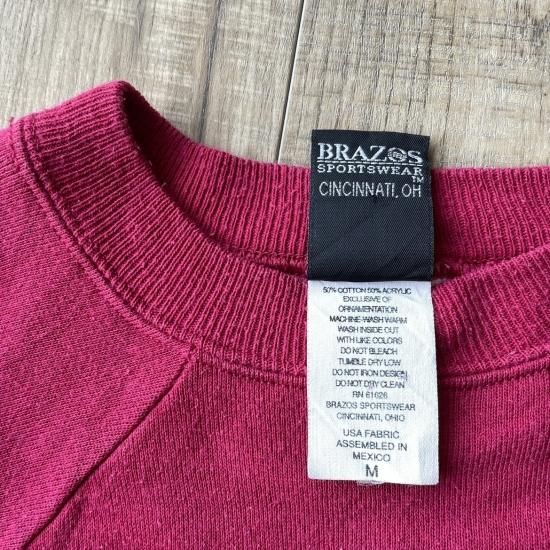 BRAZOS
SPORTSWEAR
TM
CINCINNATI, OH
50% COTTON 50% ACRYLIC
EXCLUSIVE OF
ORNAMENTATION
MACHINE WASH WARM
WASH INSIDE OUT
WITH LIKE COLORS
DO NOT BLEACH
TUMBLE DRY LOW
DO NOT IRON DESIGN
DO NOT DRY CLEAN
RN 61626
BRAZOS SPORTSWEAR
CINCINNATI, OHIO
USA FABRIC
ASSEMBLED IN
MEXICO
M